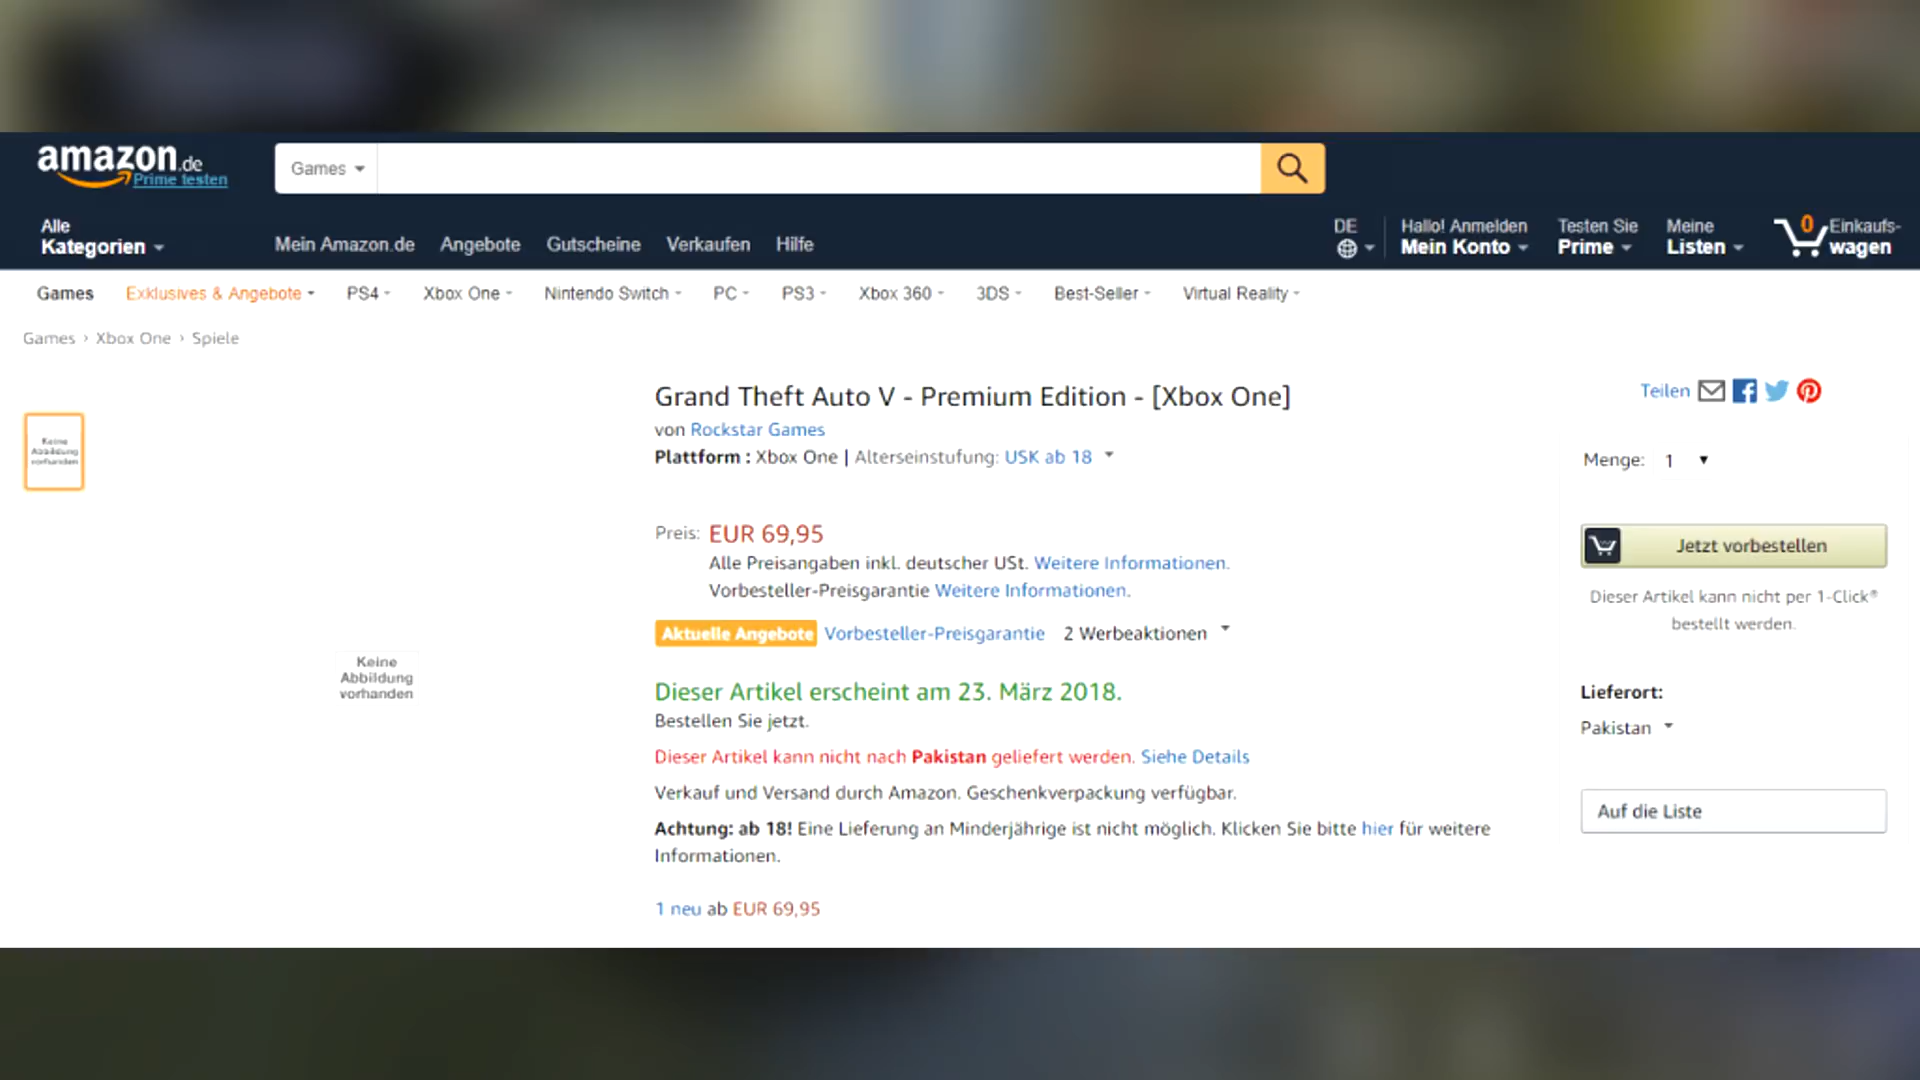 amazon.de
Prime testen
Games
Alle
Kategorien
Mein Amazon.de Angebote Gutscheine Verkaufen Hilfe
DE
Hallo! Anmelden
Mein Konto
Testen Sie
Prime
Meine
Listen
0
Einkaufs-
wagen
Games Exklusives & Angebote PS4 Xbox One Nintendo Switch PC PS3 Xbox 360 3DS Best-Seller Virtual Reality
Games › Xbox One › Spiele
Keine
Abbildung
vorhanden
Keine
Abbildung
vorhanden
Grand Theft Auto V - Premium Edition - [Xbox One]
von Rockstar Games
Plattform : Xbox One | Alterseinstufung: USK ab 18
Preis: EUR 69,95
Alle Preisangaben inkl. deutscher USt. Weitere Informationen.
Vorbesteller-Preisgarantie Weitere Informationen.
Aktuelle Angebote Vorbesteller-Preisgarantie 2 Werbeaktionen
Dieser Artikel erscheint am 23. März 2018.
Bestellen Sie jetzt.
Dieser Artikel kann nicht nach Pakistan geliefert werden. Siehe Details
Verkauf und Versand durch Amazon. Geschenkverpackung verfügbar.
Achtung: ab 18! Eine Lieferung an Minderjährige ist nicht möglich. Klicken Sie bitte hier für weitere
Informationen.
1 neu ab EUR 69,95
Teilen
Menge: 1
Jetzt vorbestellen
Dieser Artikel kann nicht per 1-Click®
bestellt werden.
Lieferort:
Pakistan
Auf die Liste